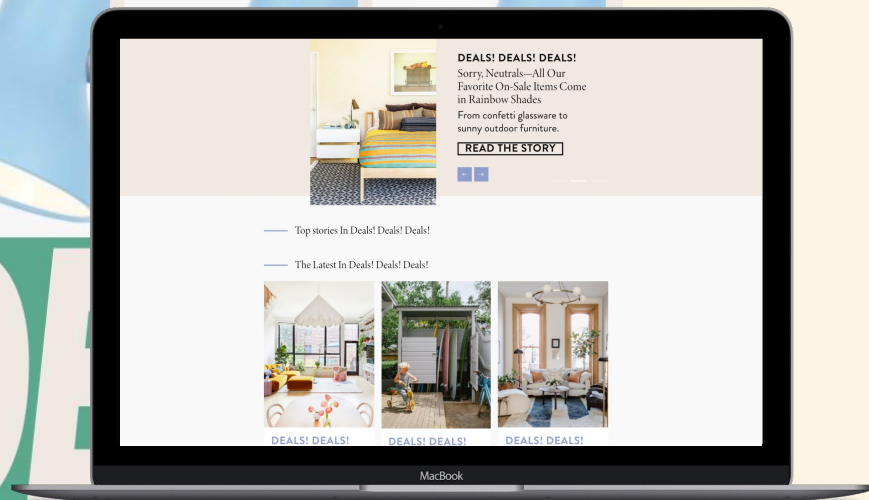 DEALS! DEALS! DEALS!
Sorry, Neutrals—All Our
Favorite On-Sale Items Come
in Rainbow Shades
From confetti glassware to
sunny outdoor furniture.
READ THE STORY
Top stories In Deals! Deals! Deals!
The Latest In Deals! Deals! Deals!
DEALS! DEALS!
DEALS! DEALS!
DEALS! DEALS!
MacBook